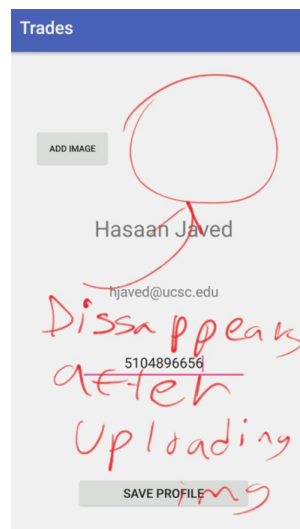 Trades
ADD IMAGE
Hasaan Javed
hjaved@ucsc.edu
Dissappears
5104896656
after
Uploading
img
SAVE PROFILE